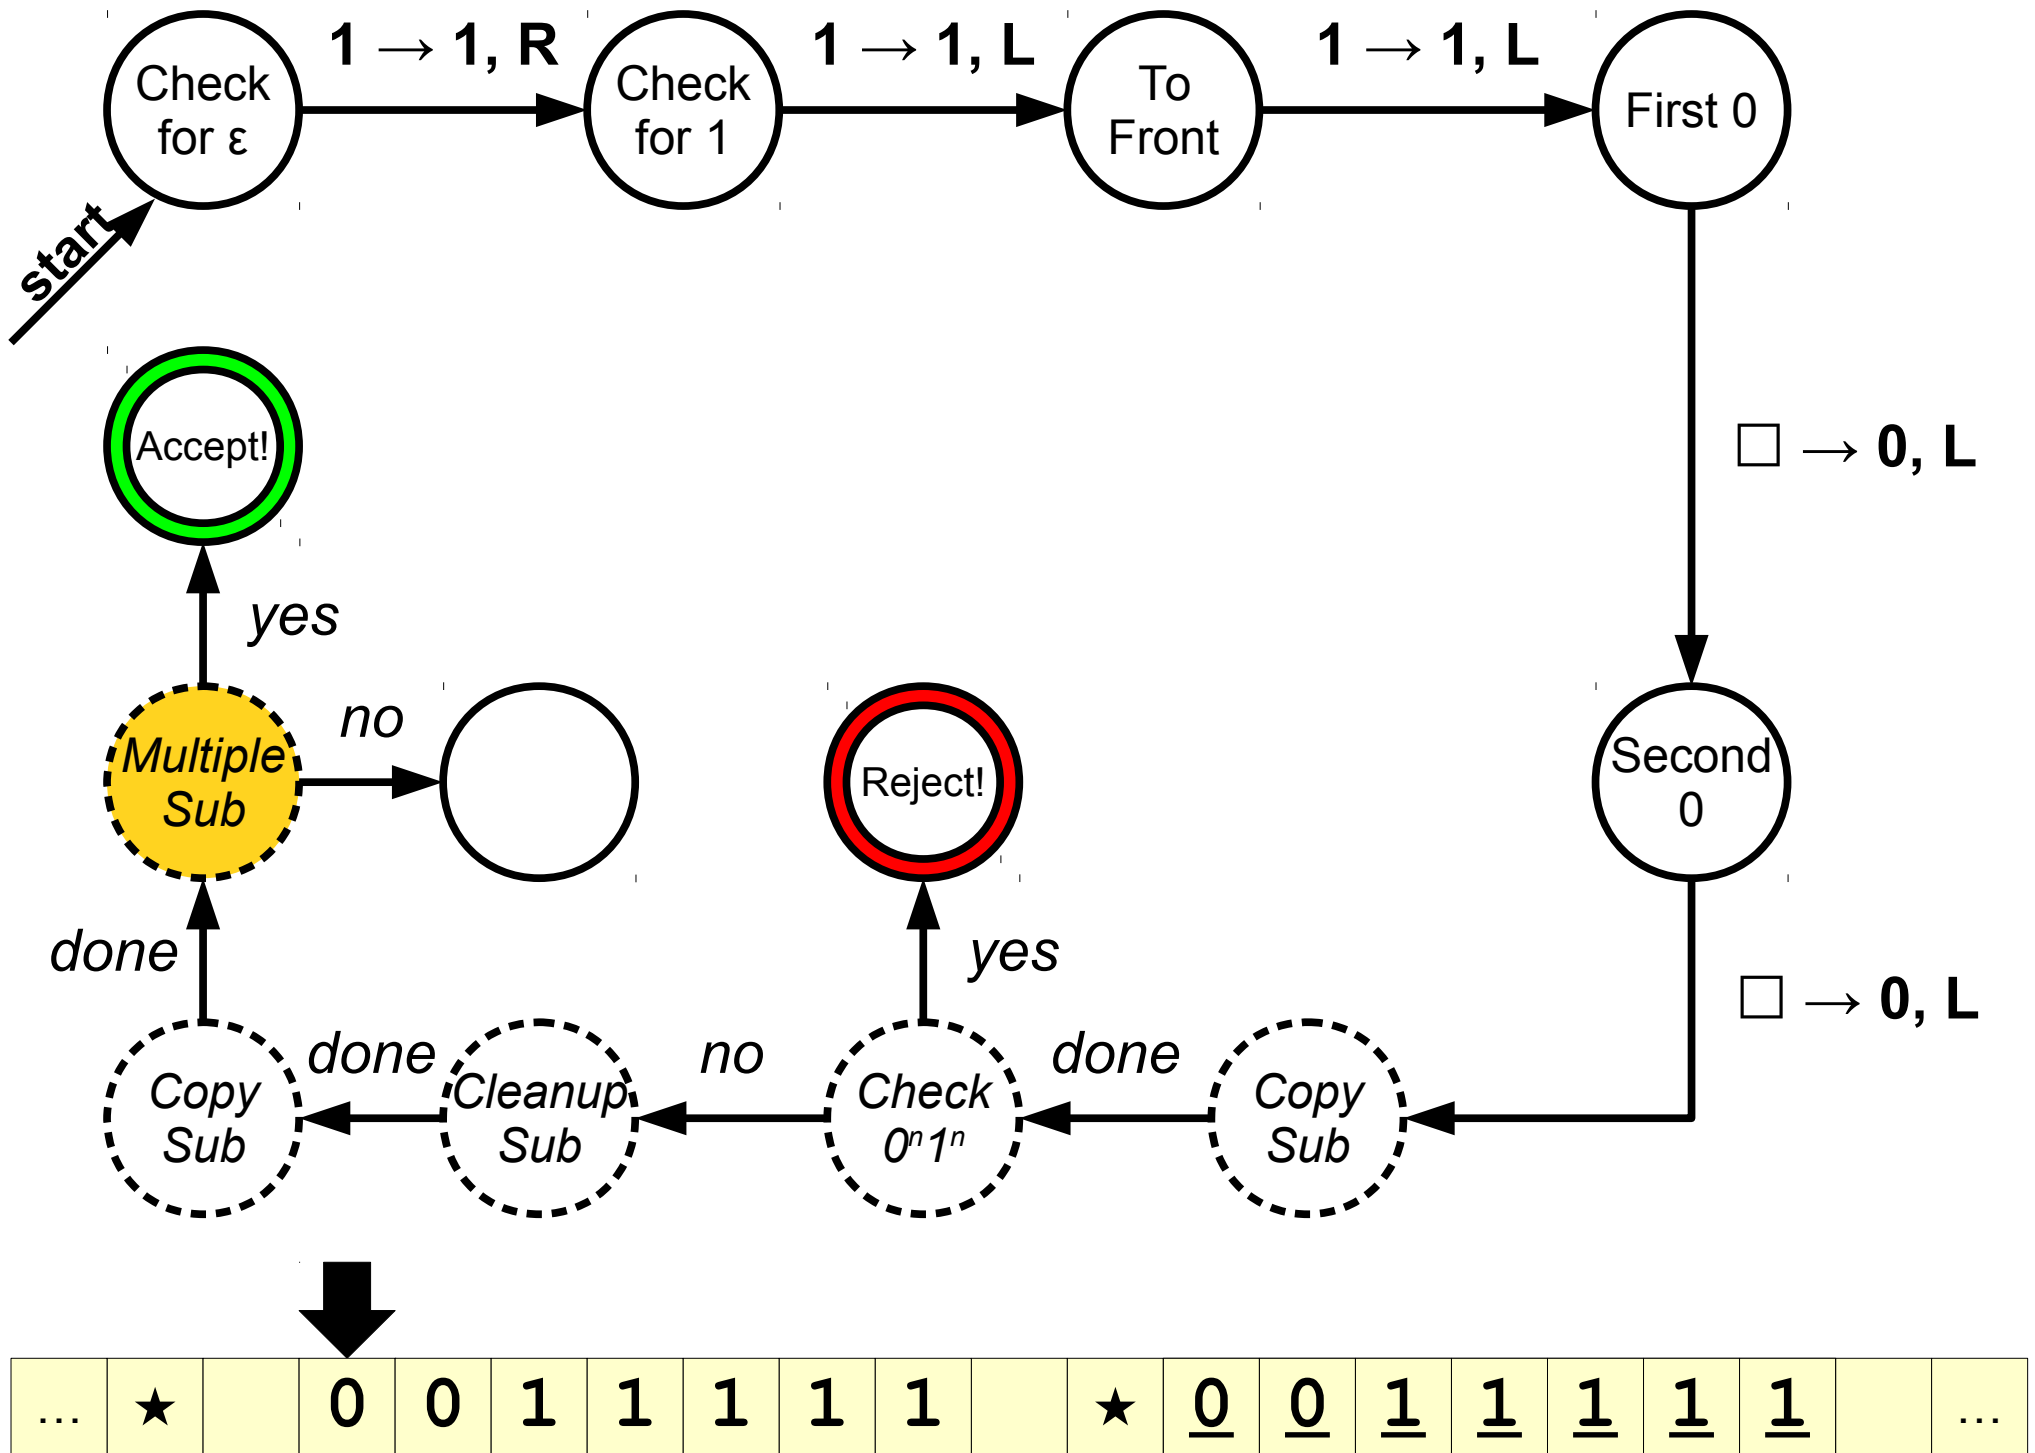 1 → 1, R
1 → 1, L
1 → 1, L
Check
for ε
Check
for 1
To
Front
First 0
start
Accept!
□ → 0, L
yes
no
Multiple
Sub
Reject!
Second
0
done
yes
□ → 0, L
done
no
done
Copy
Sub
Cleanup
Sub
Check
0ⁿ1ⁿ
Copy
Sub
… ★ 0 0 1 1 1 1 1 ★ 0 0 1 1 1 1 1 …